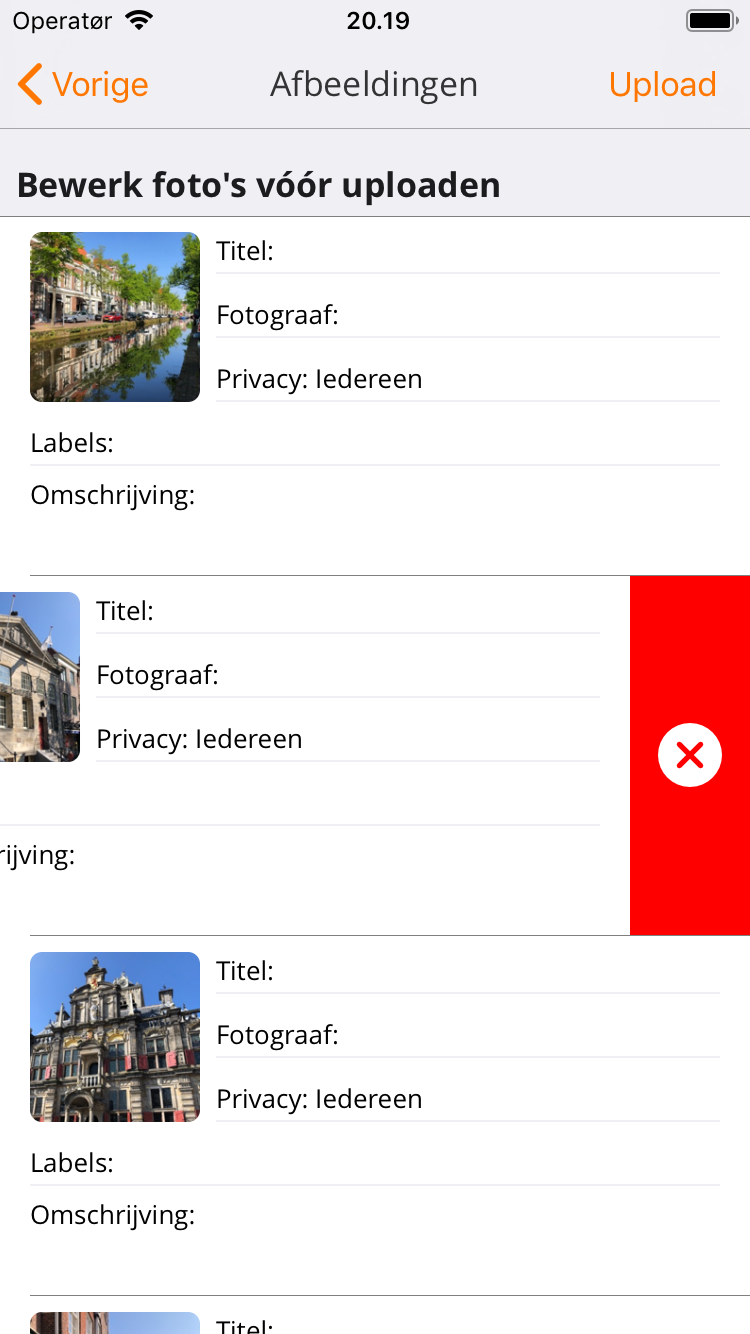 Operatør 20.19
Vorige Afbeeldingen Upload
Bewerk foto's vóór uploaden
Titel:
Fotograaf:
Privacy: Iedereen
Labels:
Omschrijving:
Titel:
Fotograaf:
Privacy: Iedereen
rijving:
Titel:
Fotograaf:
Privacy: Iedereen
Labels:
Omschrijving:
Titel: